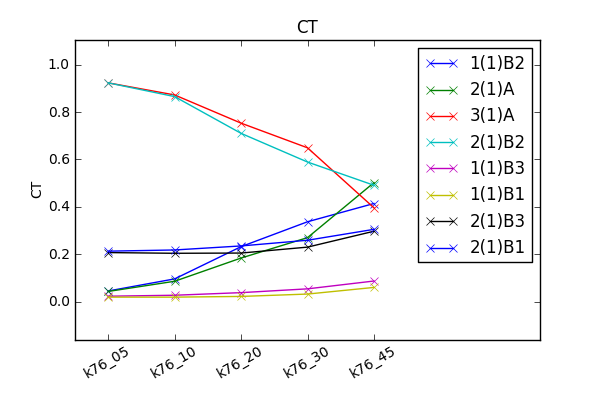 CT
1.0
0.8
0.6
0.4
0.2
0.0
CT
k76_05
k76_10
k76_20
k76_30
k76_45
1(1)B2
2(1)A
3(1)A
2(1)B2
1(1)B3
1(1)B1
2(1)B3
2(1)B1